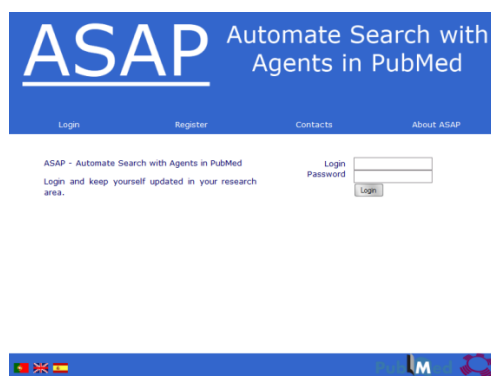 ASAP
Automate Search with
Agents in PubMed
Login Register Contacts About ASAP
ASAP - Automate Search with Agents in PubMed
Login and keep yourself updated in your research
area.
Login
Password
Login
PubMed